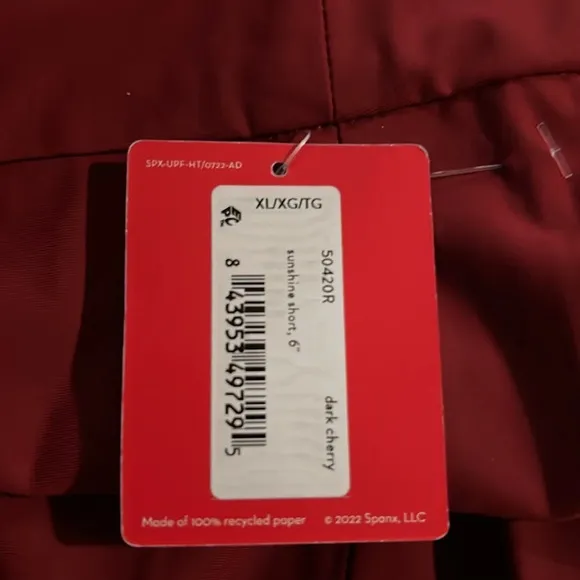 SPX-UPF-HT/0722-AD
XL/XG/TG
50420R
dark cherry
sunshine short, 6"
8 43953 49729 5
Made of 100% recycled paper © 2022 Spanx, LLC